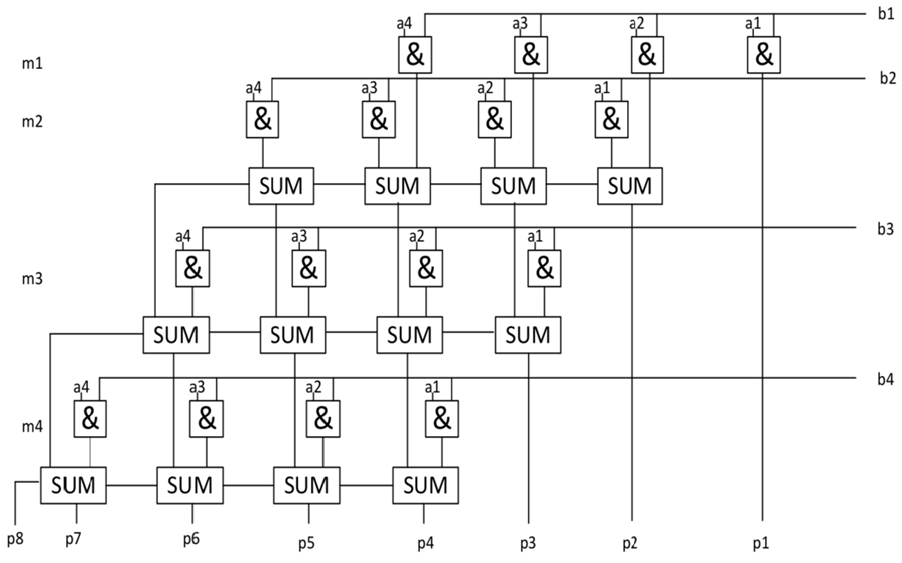 a4 a3 a2 a1 b1
m1 & & & &
b2
a4 a3 a2 a1
m2 & & & &
SUM SUM SUM SUM
b3
a4 a3 a2 a1
m3 & & & &
SUM SUM SUM SUM
b4
a4 a3 a2 a1
m4 & & & &
SUM SUM SUM SUM
p8 p7 p6 p5 p4 p3 p2 p1